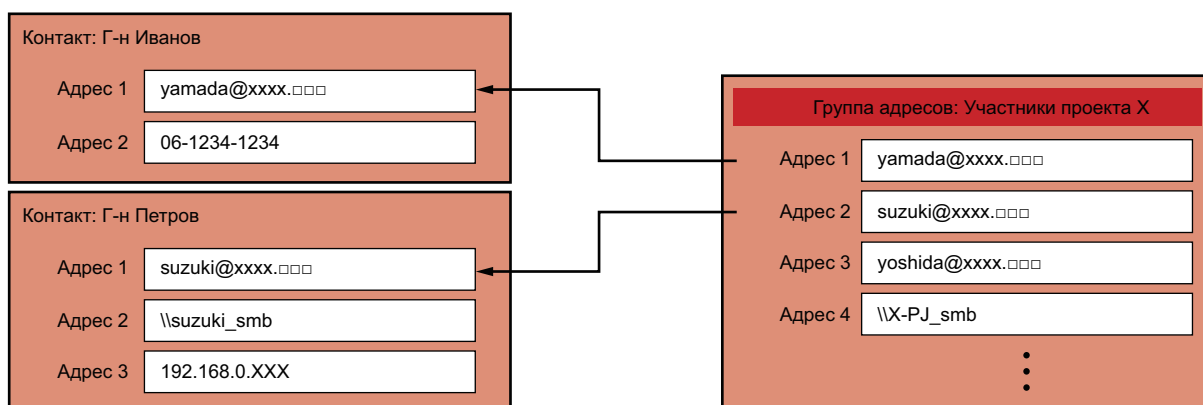 Контакт: Г-н Иванов
Адрес 1 yamada@xxxx.□□□
Адрес 2 06-1234-1234
Контакт: Г-н Петров
Адрес 1 suzuki@xxxx.□□□
Адрес 2 \\suzuki_smb
Адрес 3 192.168.0.XXX
Группа адресов: Участники проекта X
Адрес 1 yamada@xxxx.□□□
Адрес 2 suzuki@xxxx.□□□
Адрес 3 yoshida@xxxx.□□□
Адрес 4 \\X-PJ_smb